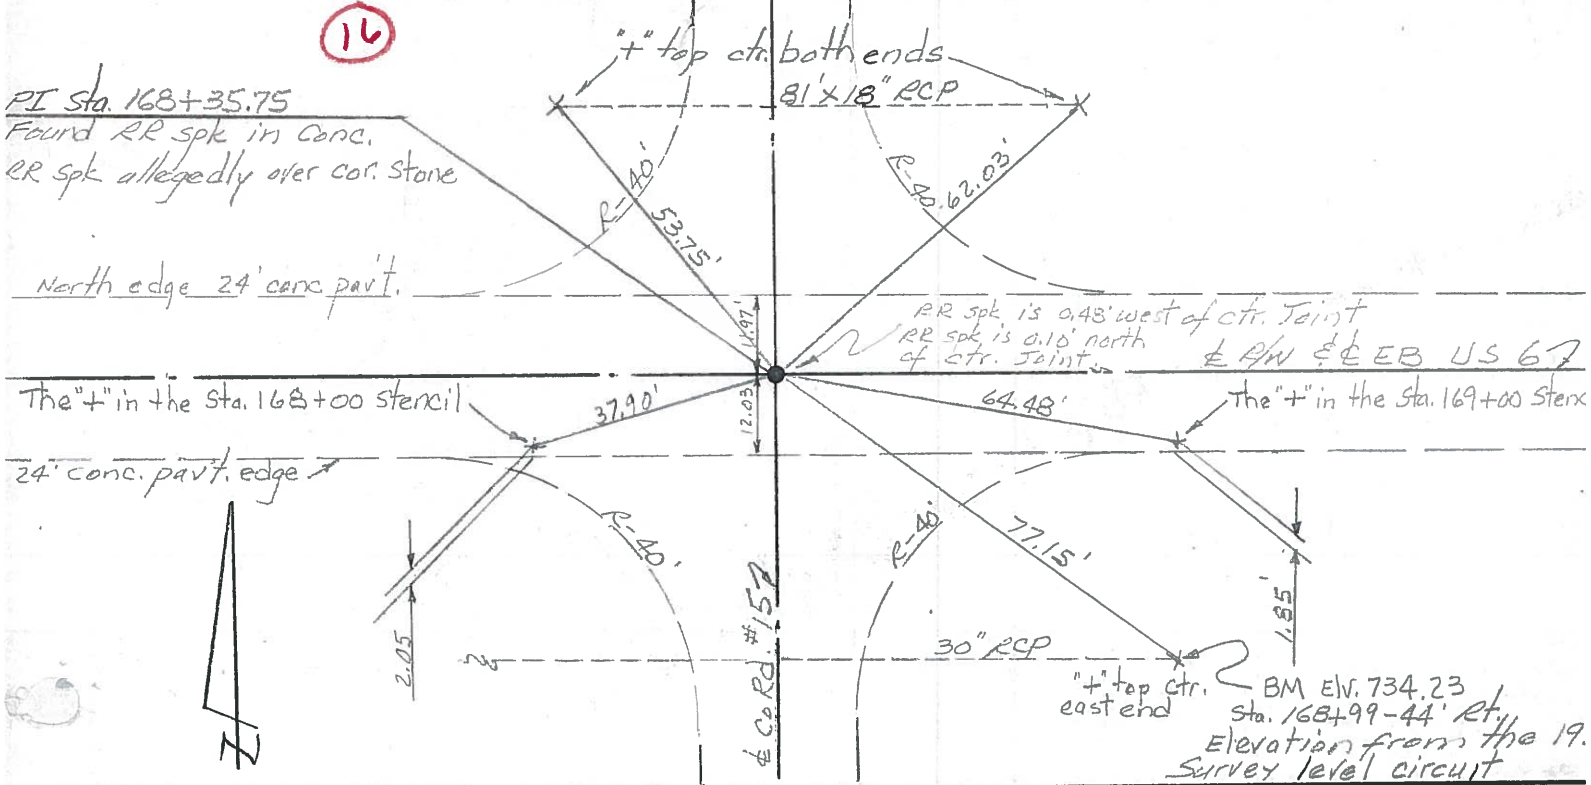 16
"+" top ctr. both ends
81' X 18" RCP
PI Sta. 168+35.75
Found RR spk in Conc.
RR spk allegedly over cor. Stone
R-40'
53.75'
R-40'
62.03'
North edge 24' conc. pav't.
11.97'
RR spk is 0.48' west of ctr. Joint
RR spk is 0.10' north
of ctr. Joint
℄ R/W & ℄ EB US 67
The "+" in the Sta. 168+00 Stencil
37.90'
12.03'
64.48'
The "+" in the Sta. 169+00 Stenc
24' conc. pav't. edge
R-40'
R-40'
77.15'
2.05
1.85'
℄ Co Rd. #157
30" RCP
"+" top ctr.
east end
BM Elv. 734.23
Sta. 168+99-44' Rt.
Elevation from the 19.
Survey level circuit
N